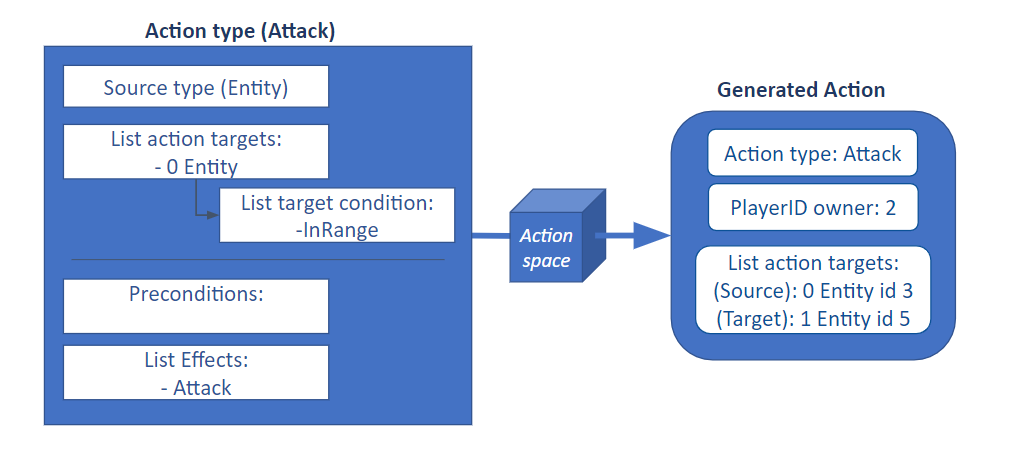 Action type (Attack)
Source type (Entity)
List action targets:
- 0 Entity
List target condition:
-InRange
Preconditions:
List Effects:
- Attack
Action
space
Generated Action
Action type: Attack
PlayerID owner: 2
List action targets:
(Source): 0 Entity id 3
(Target): 1 Entity id 5